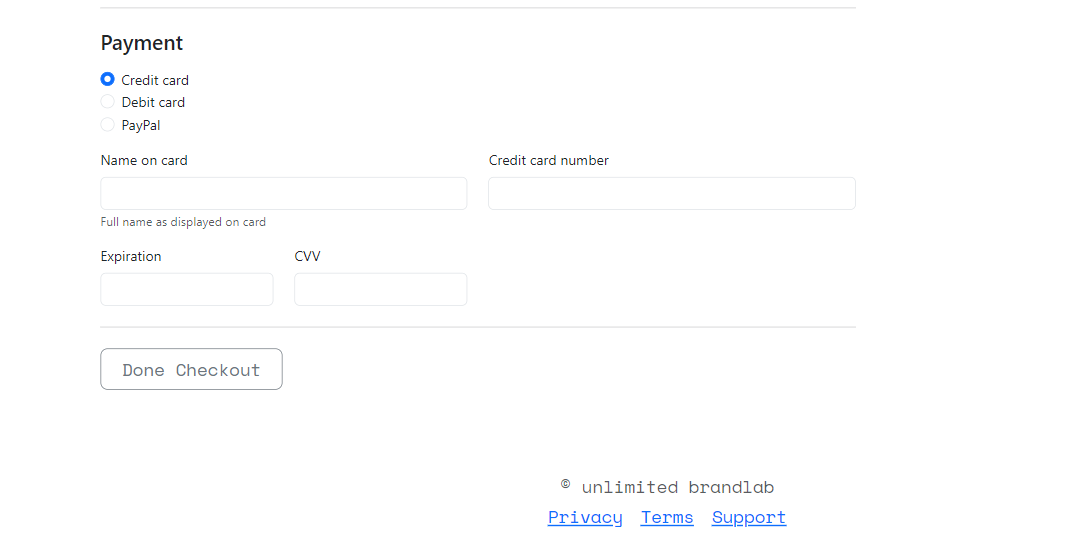 Payment
Credit card
Debit card
PayPal
Name on card
Credit card number
Full name as displayed on card
Expiration
CVV
Done Checkout
© unlimited brandlab
Privacy Terms Support